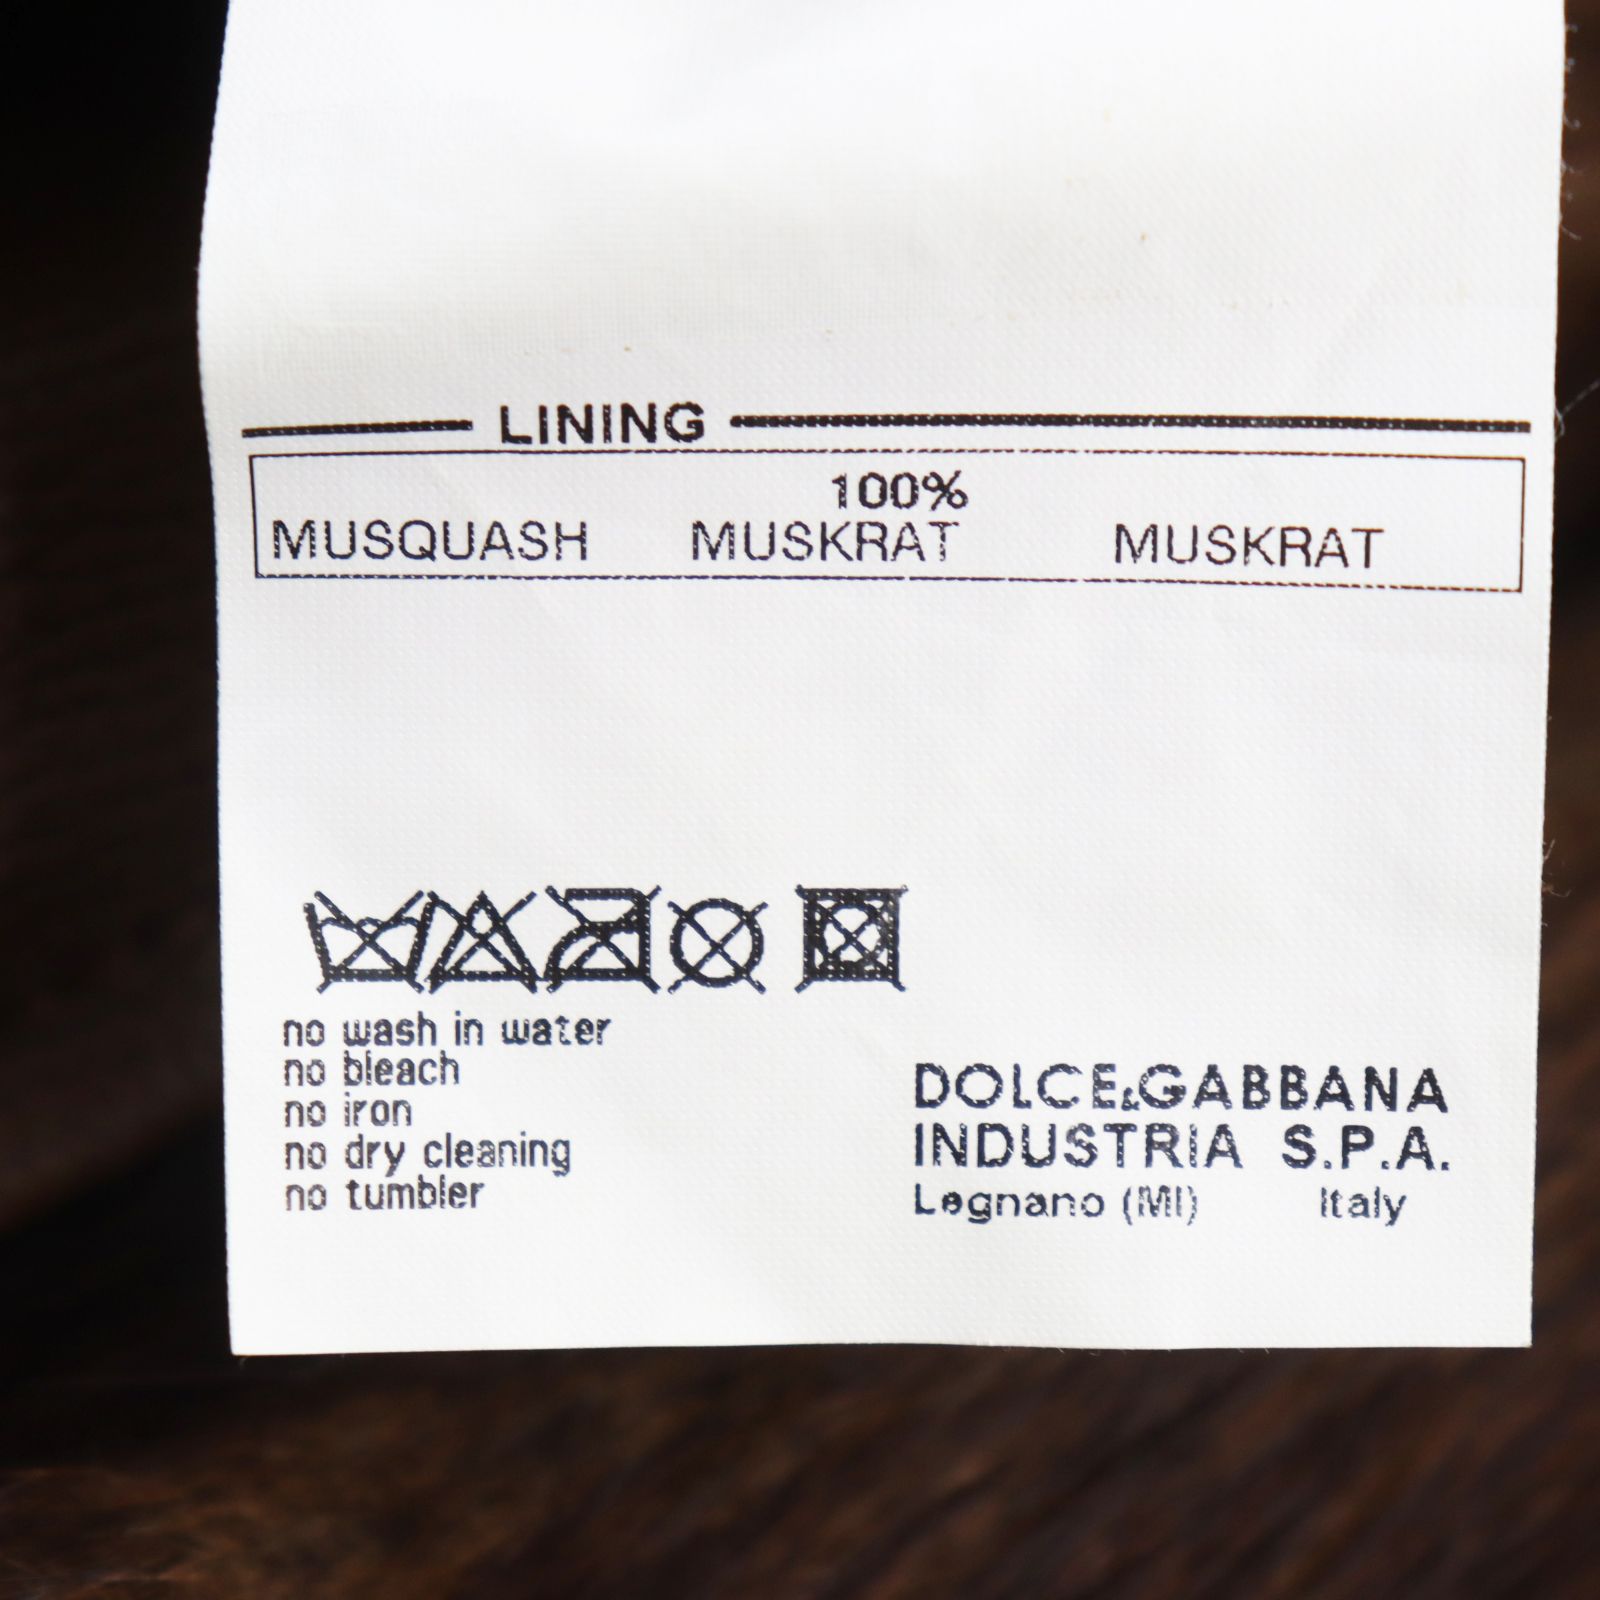 LINING
100%
MUSQUASH MUSKRAT MUSKRAT
no wash in water
no bleach
no iron
no dry cleaning
no tumbler
DOLCE&GABBANA
INDUSTRIA S.P.A.
Legnano (MI) Italy